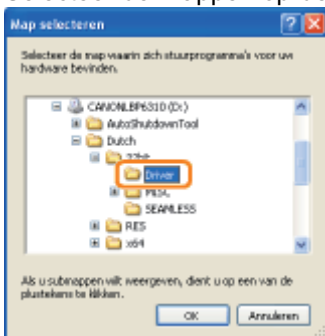 Map selecteren
Selecteer de map waarin zich stuurprogramma's voor uw
hardware bevinden.
CANONLBP6310 (D:)
AutoShutdownTool
Dutch
32bit
Driver
MISC
SEAMLESS
RES
x64
Als u submappen wilt weergeven, dient u op een van de
plustekens te klikken.
OK
Annuleren